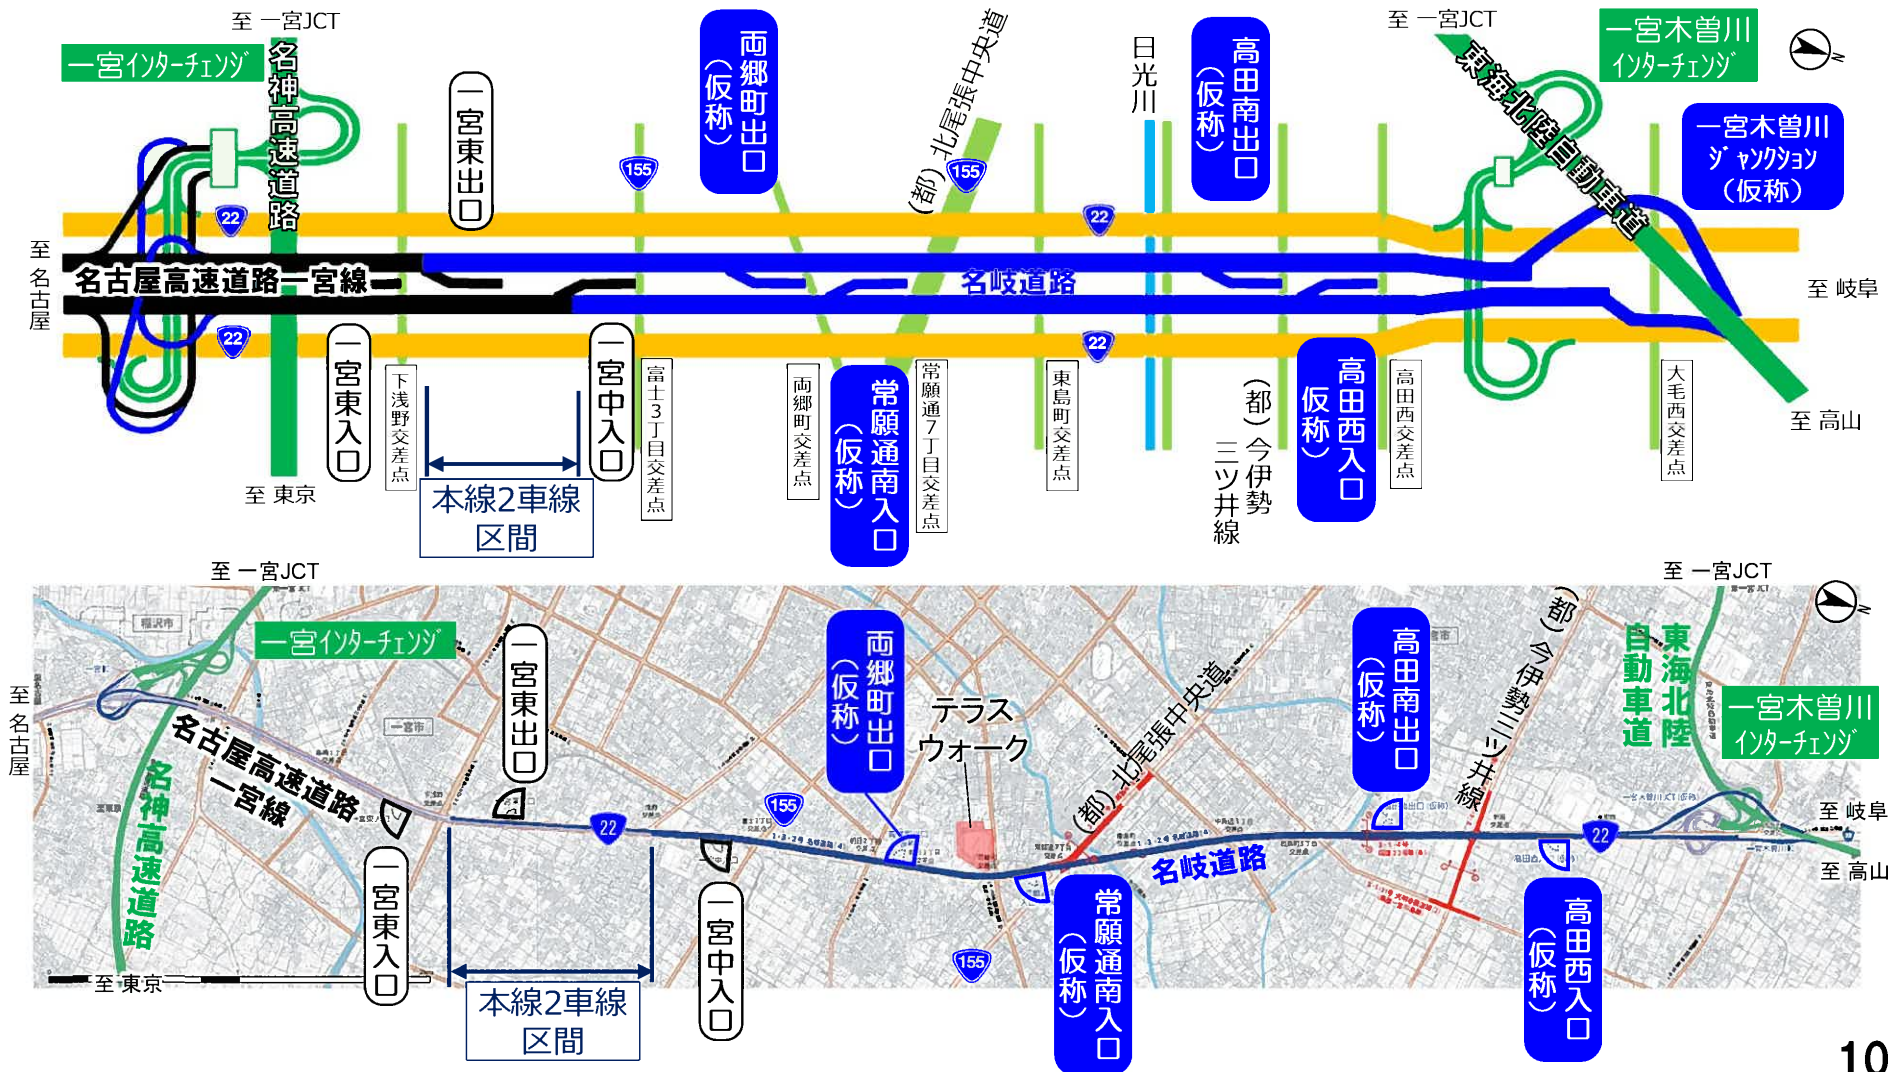 至 一宮JCT
一宮インターチェンジ
名神高速道路
一宮東出口
両郷町出口
（仮称）
（都）北尾張中央道
日光川
高田南出口
（仮称）
至 一宮JCT
東海北陸自動車道
一宮木曽川
インターチェンジ
N
一宮木曽川
ジャンクション
（仮称）
155
155
22
22
至 名古屋
名古屋高速道路一宮線
名岐道路
至 岐阜
22
22
一宮東入口
下浅野交差点
一宮中入口
富士3丁目交差点
両郷町交差点
常願通南入口
（仮称）
常願通7丁目交差点
東島町交差点
（都）今伊勢
三ツ井線
高田西入口
（仮称）
高田西交差点
大毛西交差点
至 高山
至 東京
本線2車線
区間
至 一宮JCT
至 一宮JCT
N
稲沢市
一宮インターチェンジ
一宮東出口
両郷町出口
（仮称）
テラス
ウォーク
（都）北尾張中央道
高田南出口
（仮称）
（都）今伊勢三ツ井線
東海北陸
自動車道
一宮木曽川
インターチェンジ
至 名古屋
一宮市
名古屋高速道路
一宮線
名神高速道路
155
22
名岐道路
22
至 岐阜
至 高山
一宮東入口
一宮中入口
155
常願通南入口
（仮称）
高田西入口
（仮称）
至 東京
本線2車線
区間
10